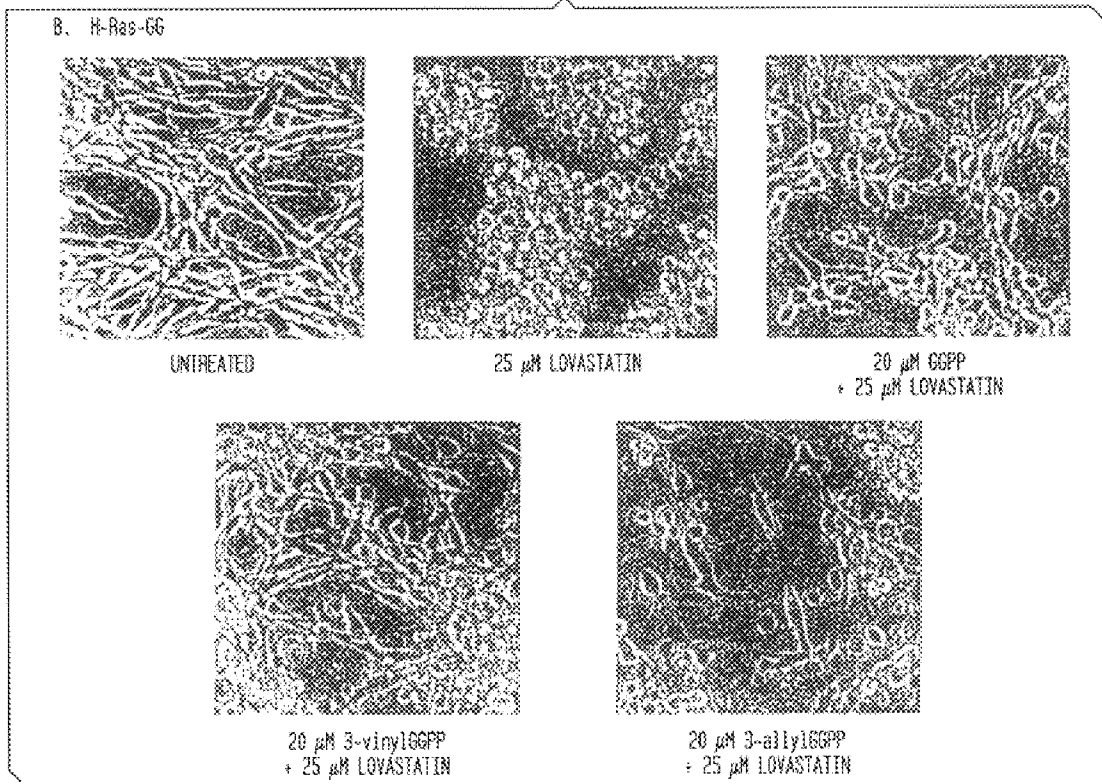 B. H-Ras-GG
UNTREATED
25 µM LOVASTATIN
20 µM GGPP
+ 25 µM LOVASTATIN
20 µM 3-vinylGGPP
+ 25 µM LOVASTATIN
20 µM 3-allylGGPP
+ 25 µM LOVASTATIN